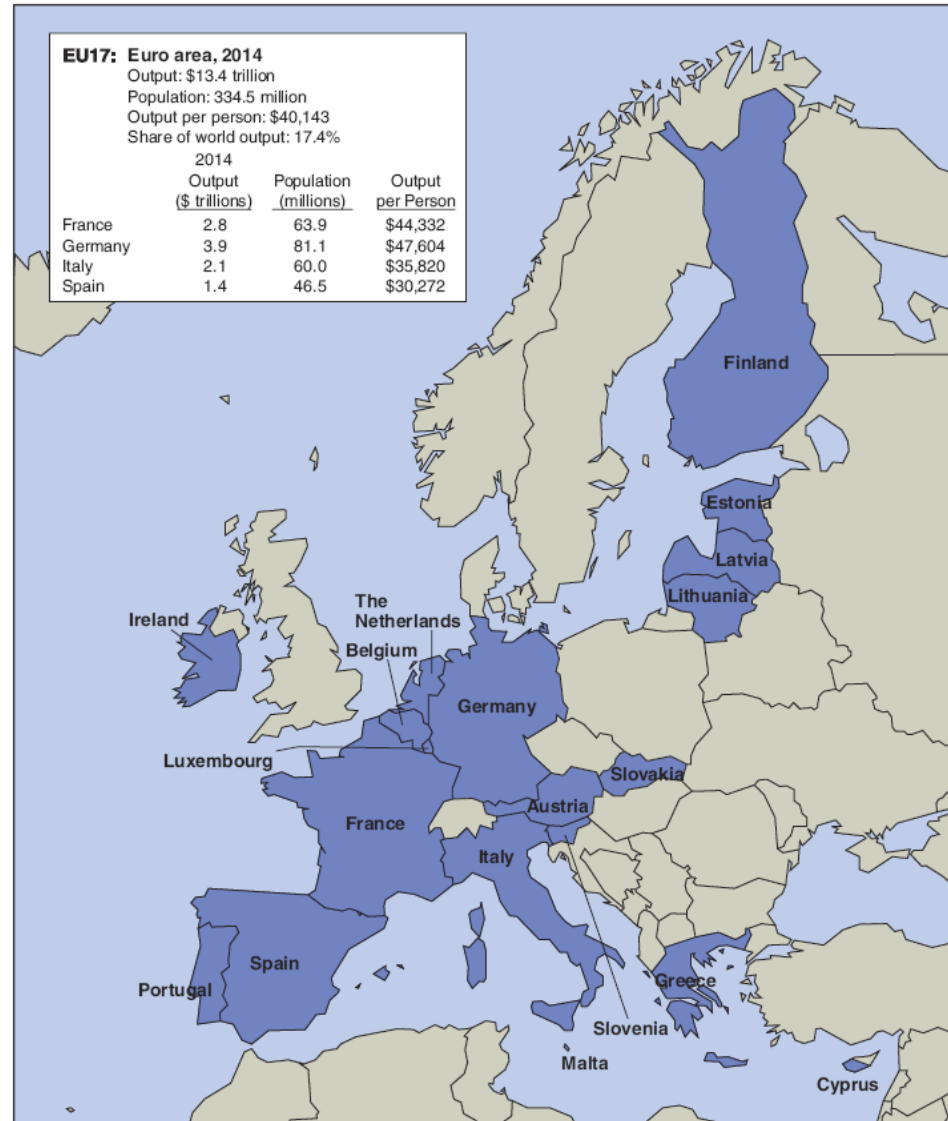 EU17: Euro area, 2014
Output: $13.4 trillion
Population: 334.5 million
Output per person: $40,143
Share of world output: 17.4%
2014
Output Population Output
($ trillions) (millions) per Person
France 2.8 63.9 $44,332
Germany 3.9 81.1 $47,604
Italy 2.1 60.0 $35,820
Spain 1.4 46.5 $30,272
Finland
Estonia
Latvia
Lithuania
Ireland
The
Netherlands
Belgium
Germany
Luxembourg
Slovakia
Austria
France
Italy
Spain
Portugal
Greece
Slovenia
Malta
Cyprus